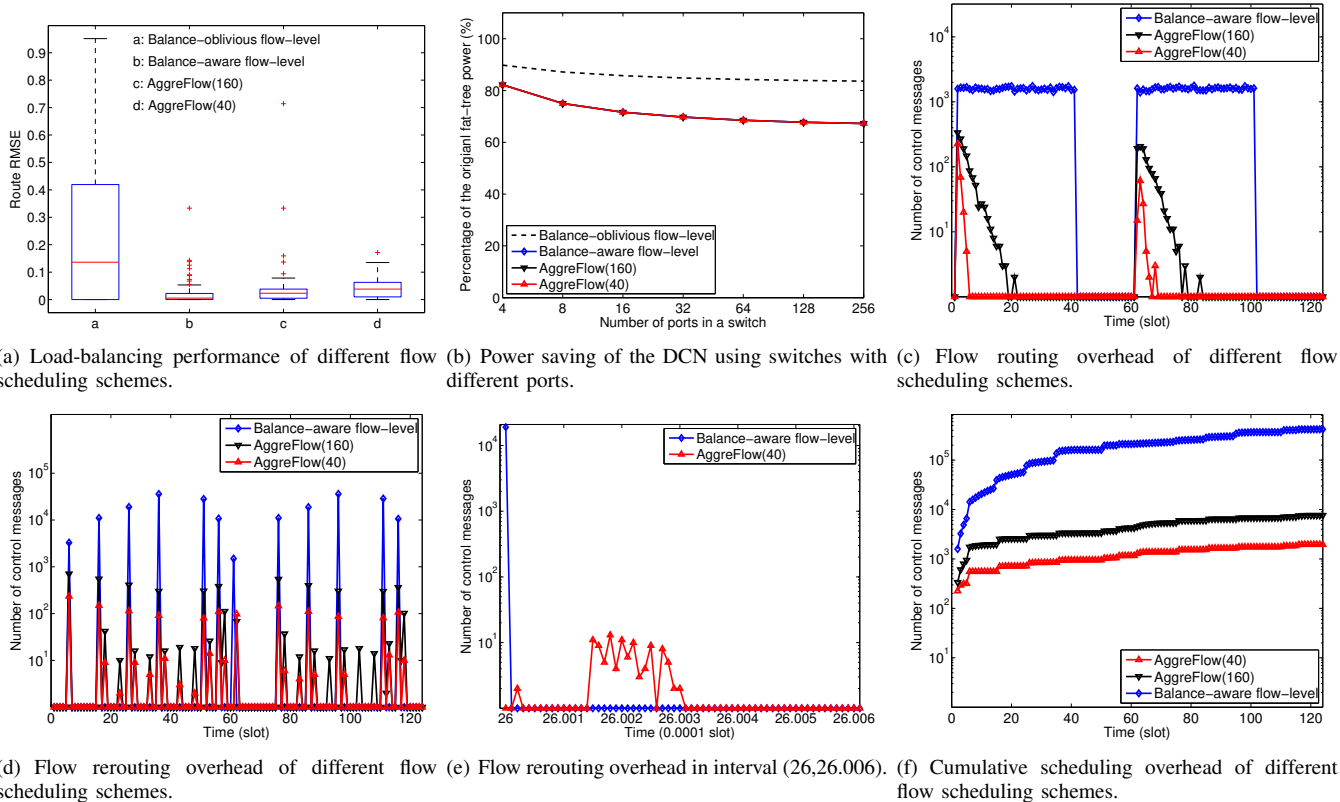 Route RMSE
0.9
0.8
0.7
0.6
0.5
0.4
0.3
0.2
0.1
0
a: Balance-oblivious flow-level
b: Balance-aware flow-level
c: AggreFlow(160)
d: AggreFlow(40)
a b c d
Percentage of the origianl fat-tree power (%)
100
80
60
40
20
0
Balance-oblivious flow-level
Balance-aware flow-level
AggreFlow(160)
AggreFlow(40)
4 8 16 32 64 128 256
Number of ports in a switch
Number of control messages
10^4
10^3
10^2
10^1
Balance-aware flow-level
AggreFlow(160)
AggreFlow(40)
0 20 40 60 80 100 120
Time (slot)
(a) Load-balancing performance of different flow scheduling schemes.
(b) Power saving of the DCN using switches with different ports.
(c) Flow routing overhead of different flow scheduling schemes.
Number of control messages
10^5
10^4
10^3
10^2
10^1
Balance-aware flow-level
AggreFlow(160)
AggreFlow(40)
0 20 40 60 80 100 120
Time (slot)
Number of control messages
10^4
10^3
10^2
10^1
Balance-aware flow-level
AggreFlow(40)
26 26.001 26.002 26.003 26.004 26.005 26.006
Time (0.0001 slot)
Number of control messages
10^5
10^4
10^3
10^2
10^1
AggreFlow(40)
AggreFlow(160)
Balance-aware flow-level
0 20 40 60 80 100 120
Time (slot)
(d) Flow rerouting overhead of different flow scheduling schemes.
(e) Flow rerouting overhead in interval (26,26.006).
(f) Cumulative scheduling overhead of different flow scheduling schemes.